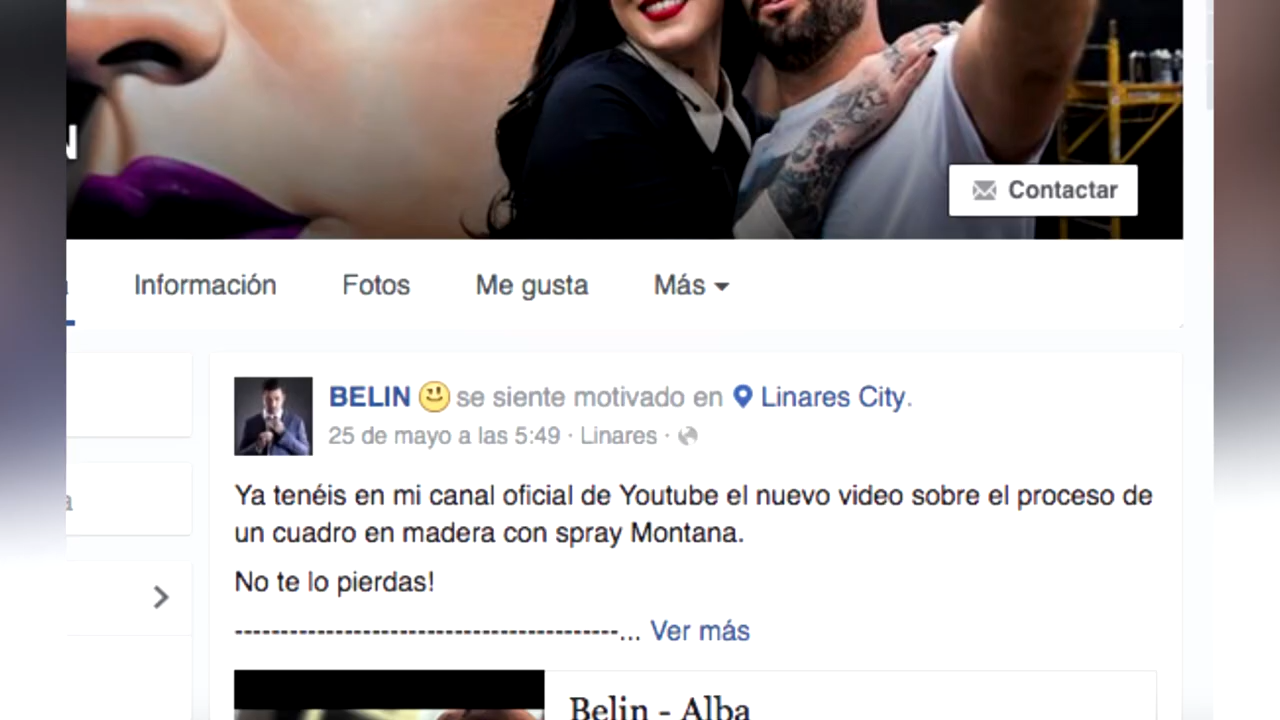 N
Contactar
Información Fotos Me gusta Más
BELIN se siente motivado en Linares City.
25 de mayo a las 5:49 · Linares ·
Ya tenéis en mi canal oficial de Youtube el nuevo video sobre el proceso de
un cuadro en madera con spray Montana.
No te lo pierdas!
------------------------------------------... Ver más
Belin - Alba